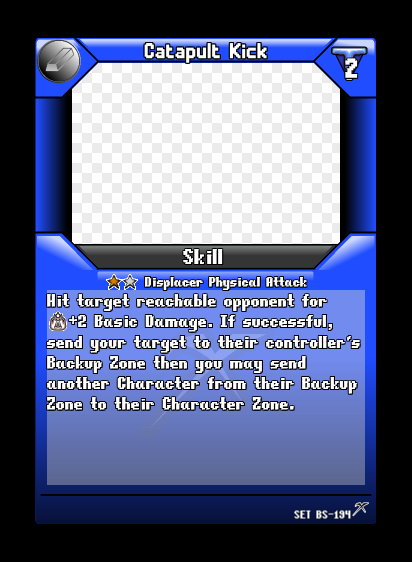 Catapult Kick
2
Skill
Displacer Physical Attack
Hit target reachable opponent for
+2 Basic Damage. If successful,
send your target to their controller's
Backup Zone then you may send
another Character from their Backup
Zone to their Character Zone.
SET BS-194